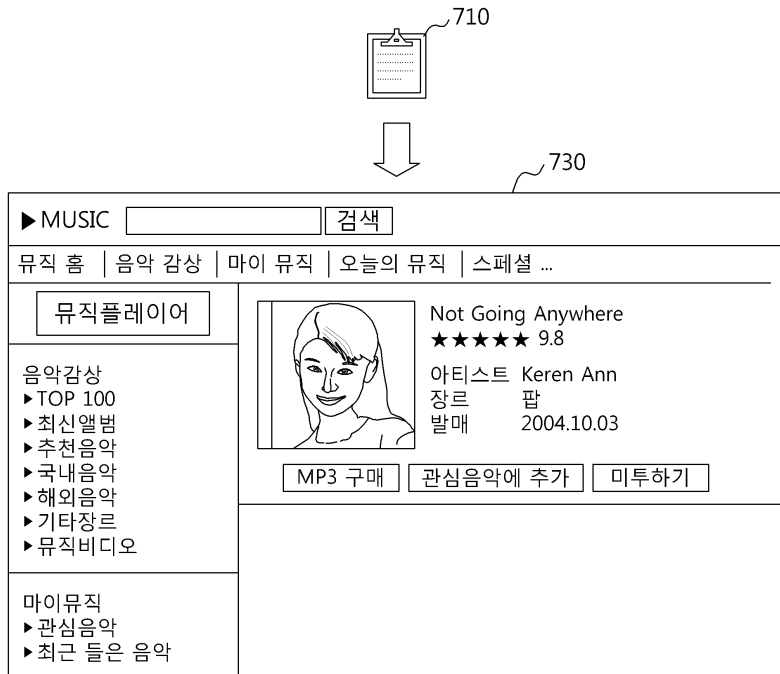 710
730
▶MUSIC 검색
뮤직 홈 | 음악 감상 | 마이 뮤직 | 오늘의 뮤직 | 스페셜 ...
뮤직플레이어
음악감상
▶TOP 100
▶최신앨범
▶추천음악
▶국내음악
▶해외음악
▶기타장르
▶뮤직비디오
마이뮤직
▶관심음악
▶최근 들은 음악
Not Going Anywhere
★★★★★ 9.8
아티스트 Keren Ann
장르 팝
발매 2004.10.03
MP3 구매 관심음악에 추가 미투하기